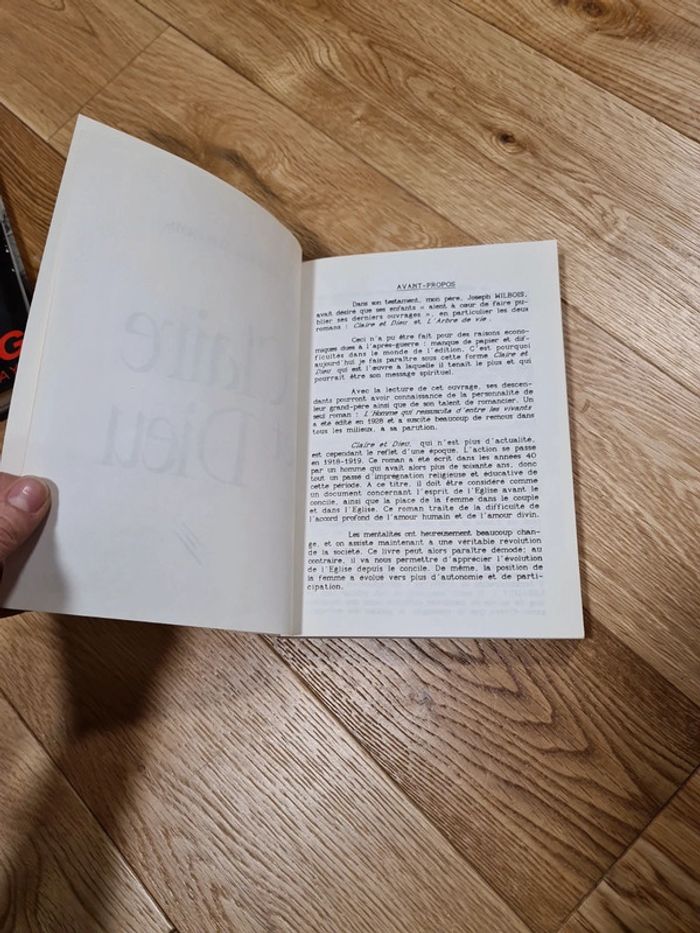 AVANT-PROPOS
Dans son testament, mon père, Joseph WILBOIS,
avait désiré que ses enfants « aient à cœur de faire pu-
blier ses derniers ouvrages », en particulier les deux
romans : Claire et Dieu et L'Arbre de vie.
Ceci n'a pu être fait pour des raisons écono-
miques dues à l'après-guerre : manque de papier et dif-
ficultés dans le monde de l'édition. C'est pourquoi
aujourd'hui je fais paraître sous cette forme Claire et
Dieu qui est l'œuvre à laquelle il tenait le plus et qui
pourrait être son message spirituel.
Avec la lecture de cet ouvrage, ses descen-
dants pourront avoir connaissance de la personnalité de
leur grand-père ainsi que de son talent de romancier. Un
seul roman : L'Homme qui ressuscita d'entre les vivants
a été édité en 1928 et a suscité beaucoup de remous dans
tous les milieux, à sa parution.
Claire et Dieu, qui n'est plus d'actualité,
est cependant le reflet d'une époque. L'action se passe
en 1918-1919. Ce roman a été écrit dans les années 40
par un homme qui avait alors plus de soixante ans, donc
tout un passé d'imprégnation religieuse et éducative de
cette période. A ce titre, il doit être considéré comme
un document concernant l'esprit de l'Eglise avant le
concile, ainsi que la place de la femme dans le couple
et dans l'Eglise. Ce roman traite de la difficulté de
l'accord profond de l'amour humain et de l'amour divin.
Les mentalités ont heureusement beaucoup chan-
gé, et on assiste maintenant à une véritable révolution
de la société. Ce livre peut alors paraître démodé; au
contraire, il va nous permettre d'apprécier l'évolution
de l'Eglise depuis le concile. De même, la position de
la femme a évolué vers plus d'autonomie et de parti-
cipation.